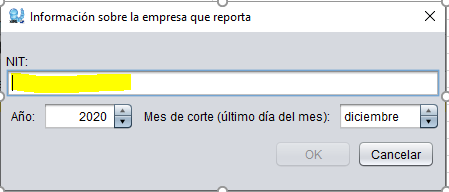 Información sobre la empresa que reporta
NIT:
Año: 2020 Mes de corte (último día del mes): diciembre
OK Cancelar